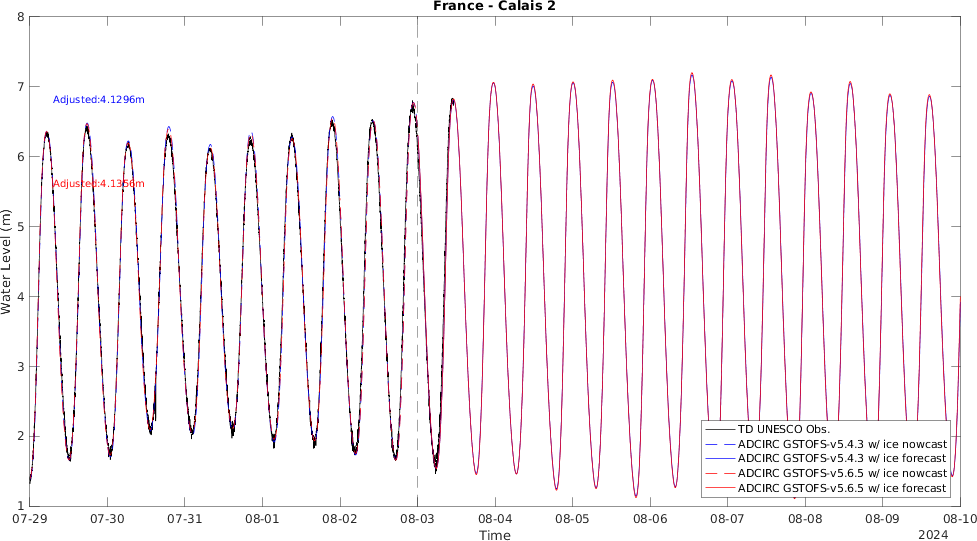 France - Calais 2
8
7
6
5
4
3
2
1
Water Level (m)
Adjusted:4.1296m
Adjusted:4.1356m
TD UNESCO Obs.
ADCIRC GSTOFS-v5.4.3 w/ ice nowcast
ADCIRC GSTOFS-v5.4.3 w/ ice forecast
ADCIRC GSTOFS-v5.6.5 w/ ice nowcast
ADCIRC GSTOFS-v5.6.5 w/ ice forecast
07-29 07-30 07-31 08-01 08-02 08-03 08-04 08-05 08-06 08-07 08-08 08-09 08-10
Time
2024